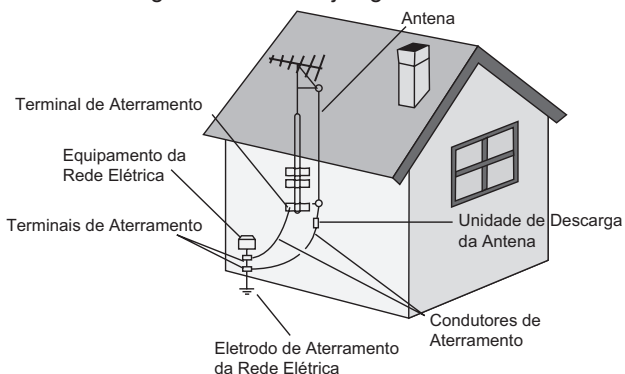 Antena
Terminal de Aterramento
Equipamento da
Rede Elétrica
Terminais de Aterramento
Unidade de Descarga
da Antena
Condutores de
Aterramento
Eletrodo de Aterramento
da Rede Elétrica